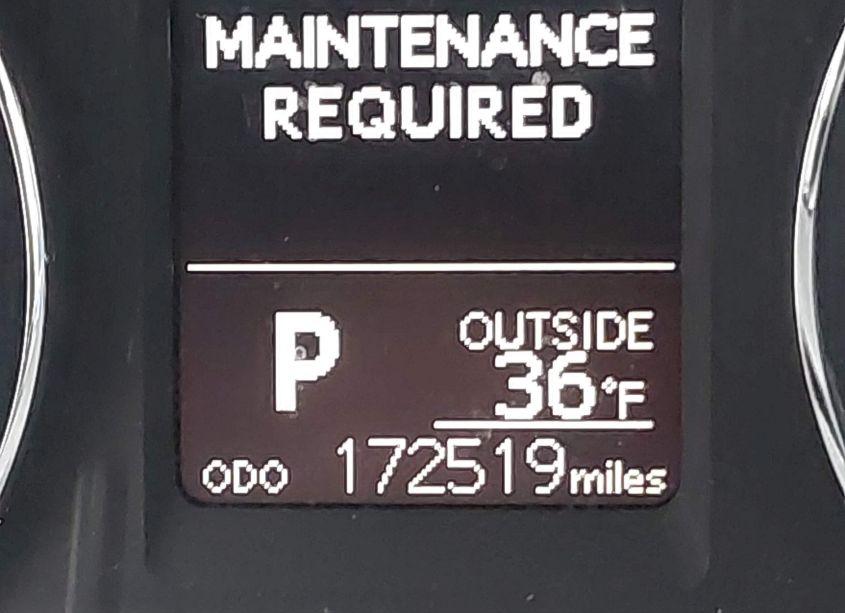 MAINTENANCE
REQUIRED
P
OUTSIDE
36°F
ODO 172519 miles